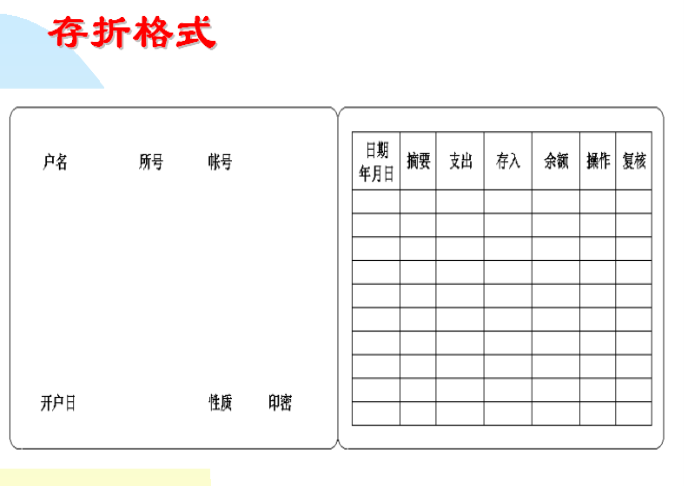 存折格式
户名 所号 帐号
开户日 性质 印密
日期
年月日 摘要 支出 存入 余额 操作 复核